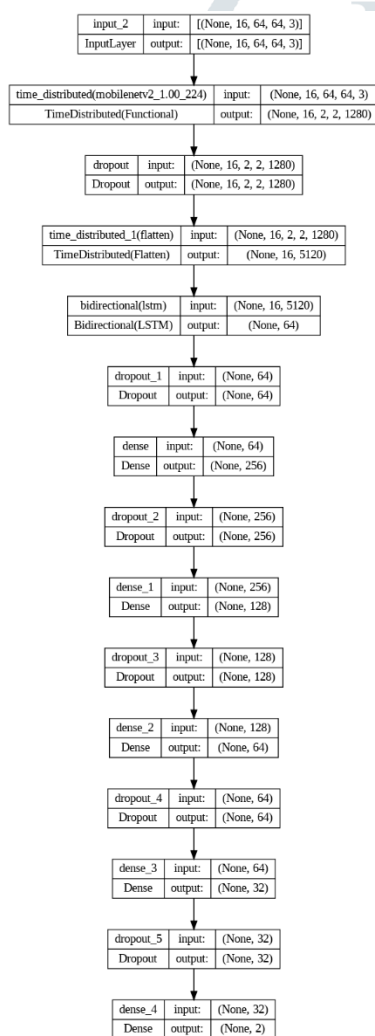 input_2 input: [(None, 16, 64, 64, 3)]
InputLayer output: [(None, 16, 64, 64, 3)]
time_distributed(mobilenetv2_1.00_224) input: (None, 16, 64, 64, 3)
TimeDistributed(Functional) output: (None, 16, 2, 2, 1280)
dropout input: (None, 16, 2, 2, 1280)
Dropout output: (None, 16, 2, 2, 1280)
time_distributed_1(flatten) input: (None, 16, 2, 2, 1280)
TimeDistributed(Flatten) output: (None, 16, 5120)
bidirectional(lstm) input: (None, 16, 5120)
Bidirectional(LSTM) output: (None, 64)
dropout_1 input: (None, 64)
Dropout output: (None, 64)
dense input: (None, 64)
Dense output: (None, 256)
dropout_2 input: (None, 256)
Dropout output: (None, 256)
dense_1 input: (None, 256)
Dense output: (None, 128)
dropout_3 input: (None, 128)
Dropout output: (None, 128)
dense_2 input: (None, 128)
Dense output: (None, 64)
dropout_4 input: (None, 64)
Dropout output: (None, 64)
dense_3 input: (None, 64)
Dense output: (None, 32)
dropout_5 input: (None, 32)
Dropout output: (None, 32)
dense_4 input: (None, 32)
Dense output: (None, 2)